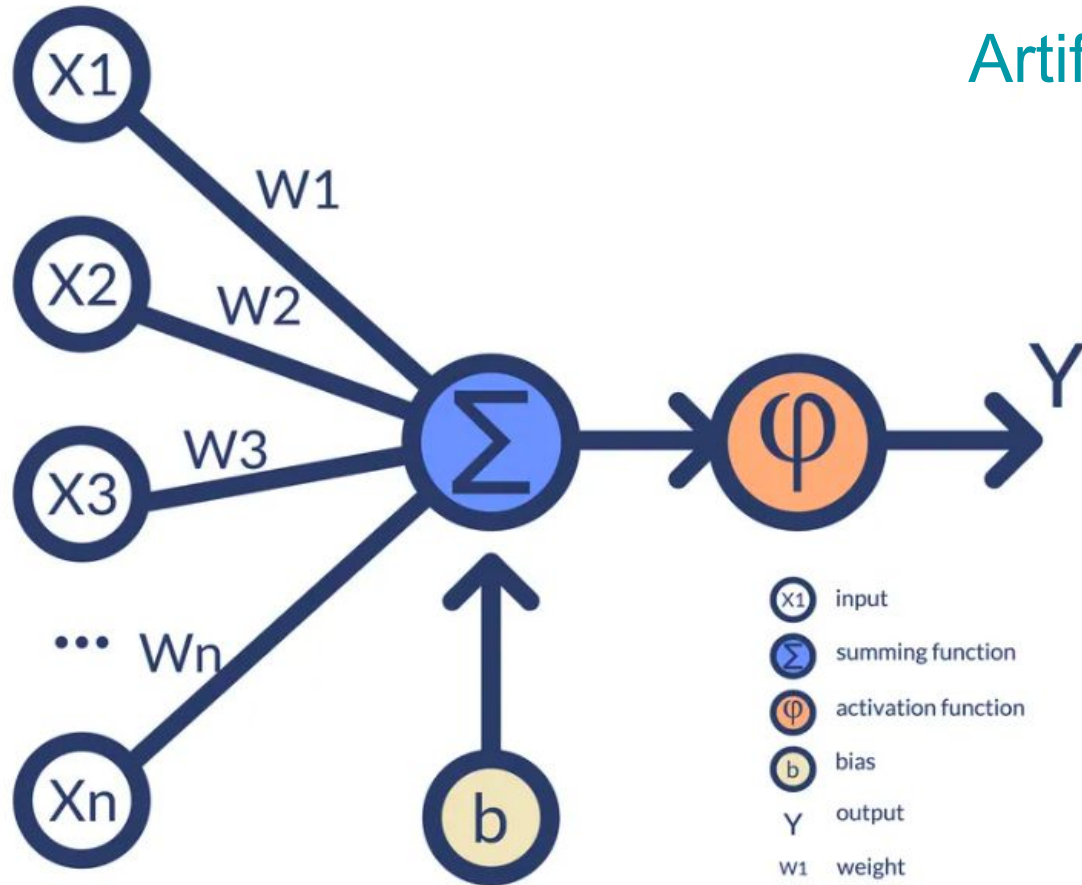 Artif
X1
W1
X2
W2
X3
W3
Σ
φ
Y
... Wn
Xn
b
X1 input
Σ summing function
φ activation function
b bias
Y output
W1 weight